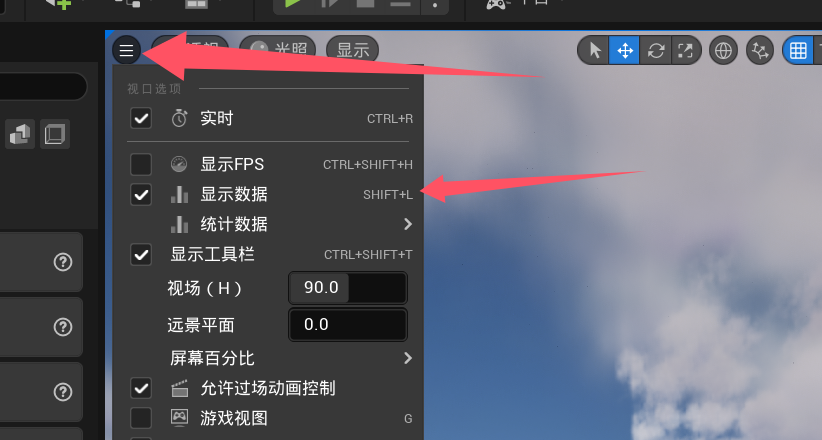 光照
显示
视口选项
实时 CTRL+R
显示FPS CTRL+SHIFT+H
显示数据 SHIFT+L
统计数据
显示工具栏 CTRL+SHIFT+T
视场（H） 90.0
远景平面 0.0
屏幕百分比
允许过场动画控制
游戏视图 G